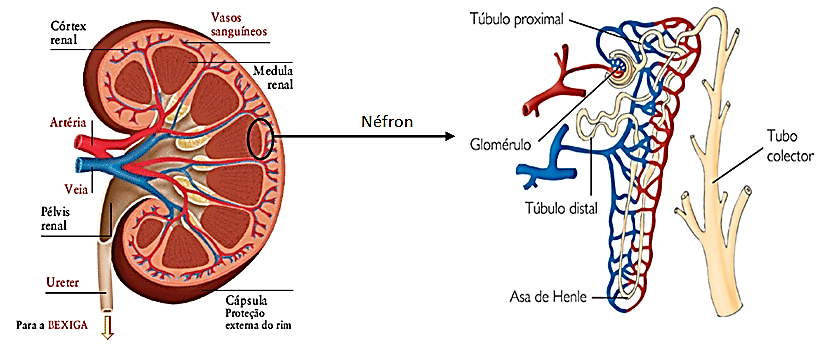 Córtex
renal
Vasos
sanguíneos
Medula
renal
Artéria
Veia
Pélvis
renal
Ureter
Para a BEXIGA
Cápsula
Proteção
externa do rim
Néfron
Túbulo proximal
Glomérulo
Túbulo distal
Asa de Henle
Tubo
colector